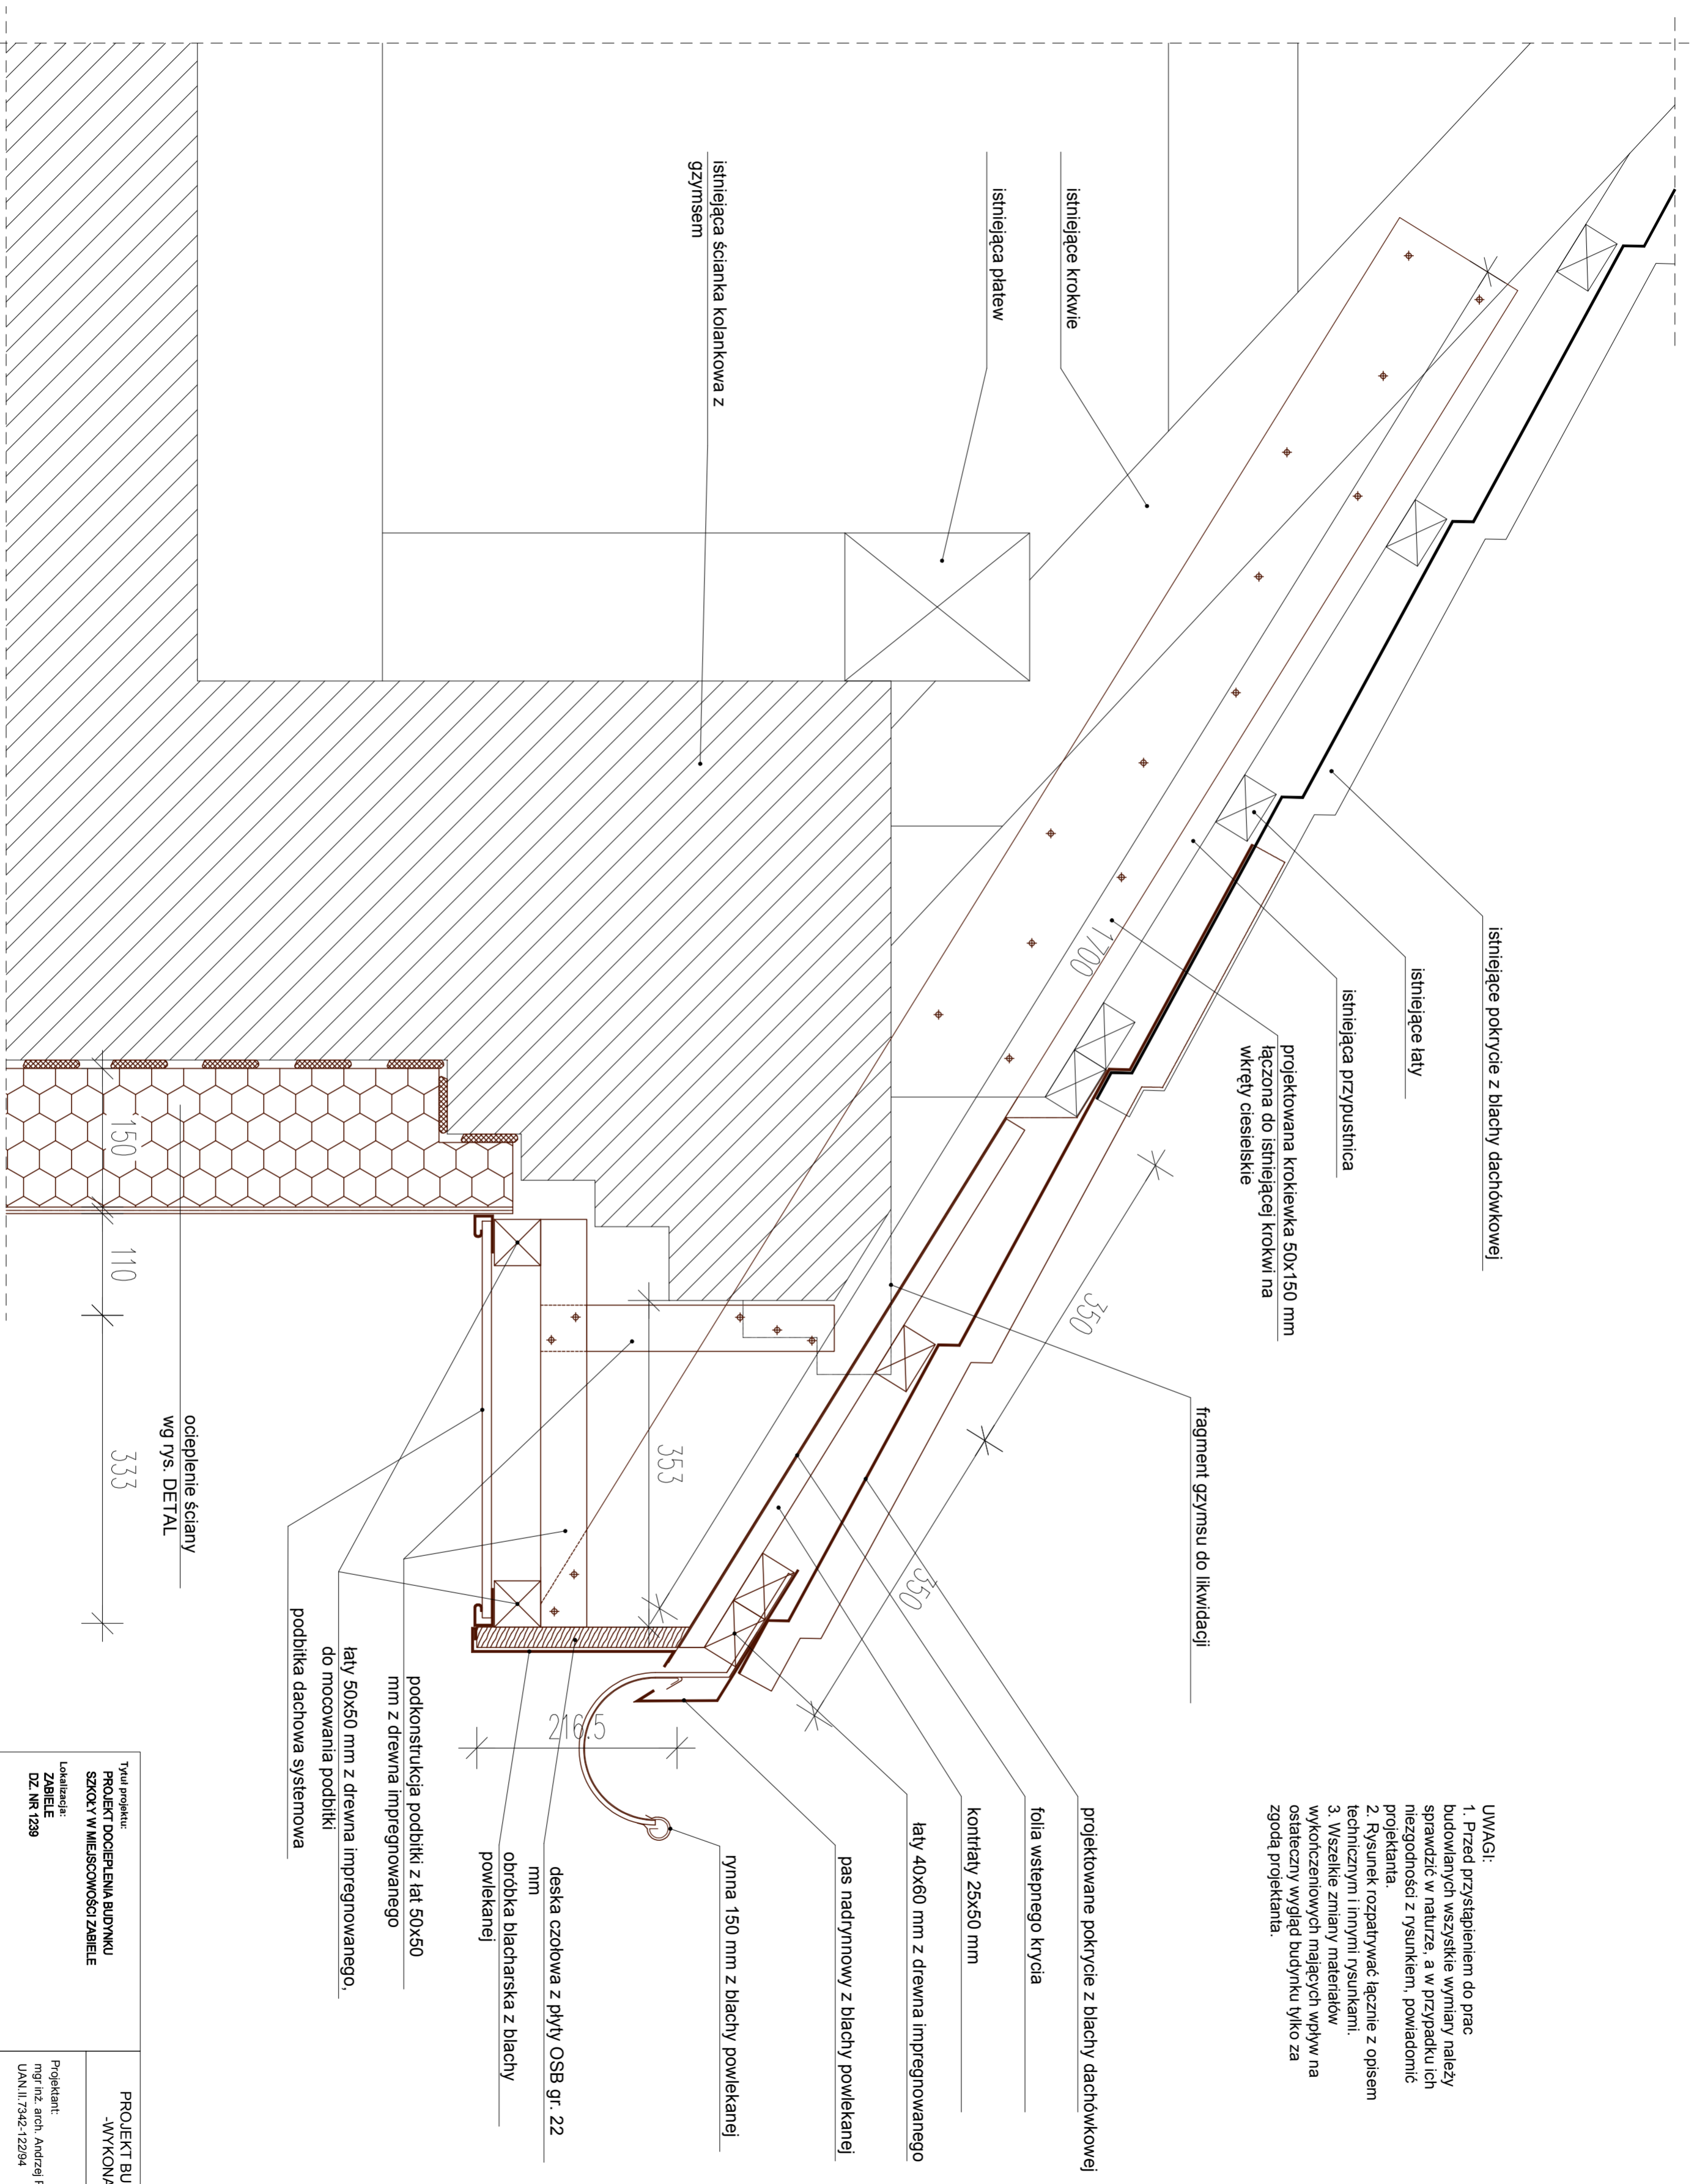 UWAGI:
1. Przed przystąpieniem do prac
budowlanych wszystkie wymiary należy
sprawdzić w naturze, a w przypadku ich
niezgodności z rysunkiem, powiadomić
projektanta.
2. Rysunek rozpatrywać łącznie z opisem
technicznym i innymi rysunkami.
3. Wszelkie zmiany materiałów
wykończeniowych mających wpływ na
ostateczny wygląd budynku tylko za
zgodą projektanta.
istniejące pokrycie z blachy dachówkowej
istniejące łaty
istniejąca przypustnica
projektowana krokiewka 50x150 mm
łączona do istniejącej krokwi na
wkręty ciesielskie
fragment gzymsu do likwidacji
istniejące krokwie
istniejąca płatew
istniejąca ścianka kolankowa z
gzymsem
1700
350
350
353
216.5
150
110
333
projektowane pokrycie z blachy dachówkowej
folia wstepnego krycia
kontrłaty 25x50 mm
łaty 40x60 mm z drewna impregnowanego
pas nadrynnowy z blachy powlekanej
rynna 150 mm z blachy powlekanej
deska czołowa z płyty OSB gr. 22
mm
obróbka blacharska z blachy
powlekanej
podkonstrukcja podbitki z łat 50x50
mm z drewna impregnowanego
łaty 50x50 mm z drewna impregnowanego,
do mocowania podbitki
podbitka dachowa systemowa
ocieplenie ściany
wg rys. DETAL
Tytuł projektu:
PROJEKT DOCIEPLENIA BUDYNKU
SZKOŁY W MIEJSCOWOŚCI ZABIELE
Lokalizacja:
ZABIELE
DZ. NR 1239
PROJEKT BU
-WYKONA
Projektant:
mgr inż. arch. Andrzej
UAN.II.7342-122/94